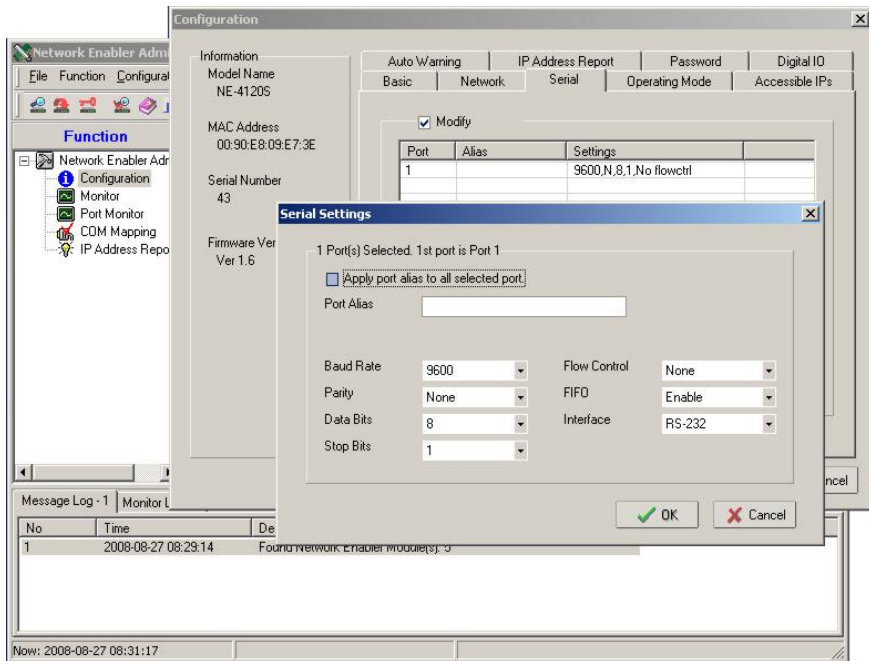 Configuration
Network Enabler Admi
File Function Configurat
Function
Network Enabler Adr
Configuration
Monitor
Port Monitor
COM Mapping
IP Address Repo
Information
Model Name
NE-4120S
MAC Address
00:90:E8:09:E7:3E
Serial Number
43
Firmware Ver
Ver 1.6
Auto Warning IP Address Report Password Digital IO
Basic Network Serial Operating Mode Accessible IPs
Modify
Port Alias Settings
1 9600,N,8,1,No flowctrl
Serial Settings
1 Port(s) Selected. 1st port is Port 1
Apply port alias to all selected port.
Port Alias
Baud Rate 9600 Flow Control None
Parity None FIFO Enable
Data Bits 8 Interface RS-232
Stop Bits 1
OK Cancel
ncel
Message Log - 1 Monitor L
No Time De
1 2008-08-27 08:29:14 Found Network Enabler Module(s): 5
Now: 2008-08-27 08:31:17